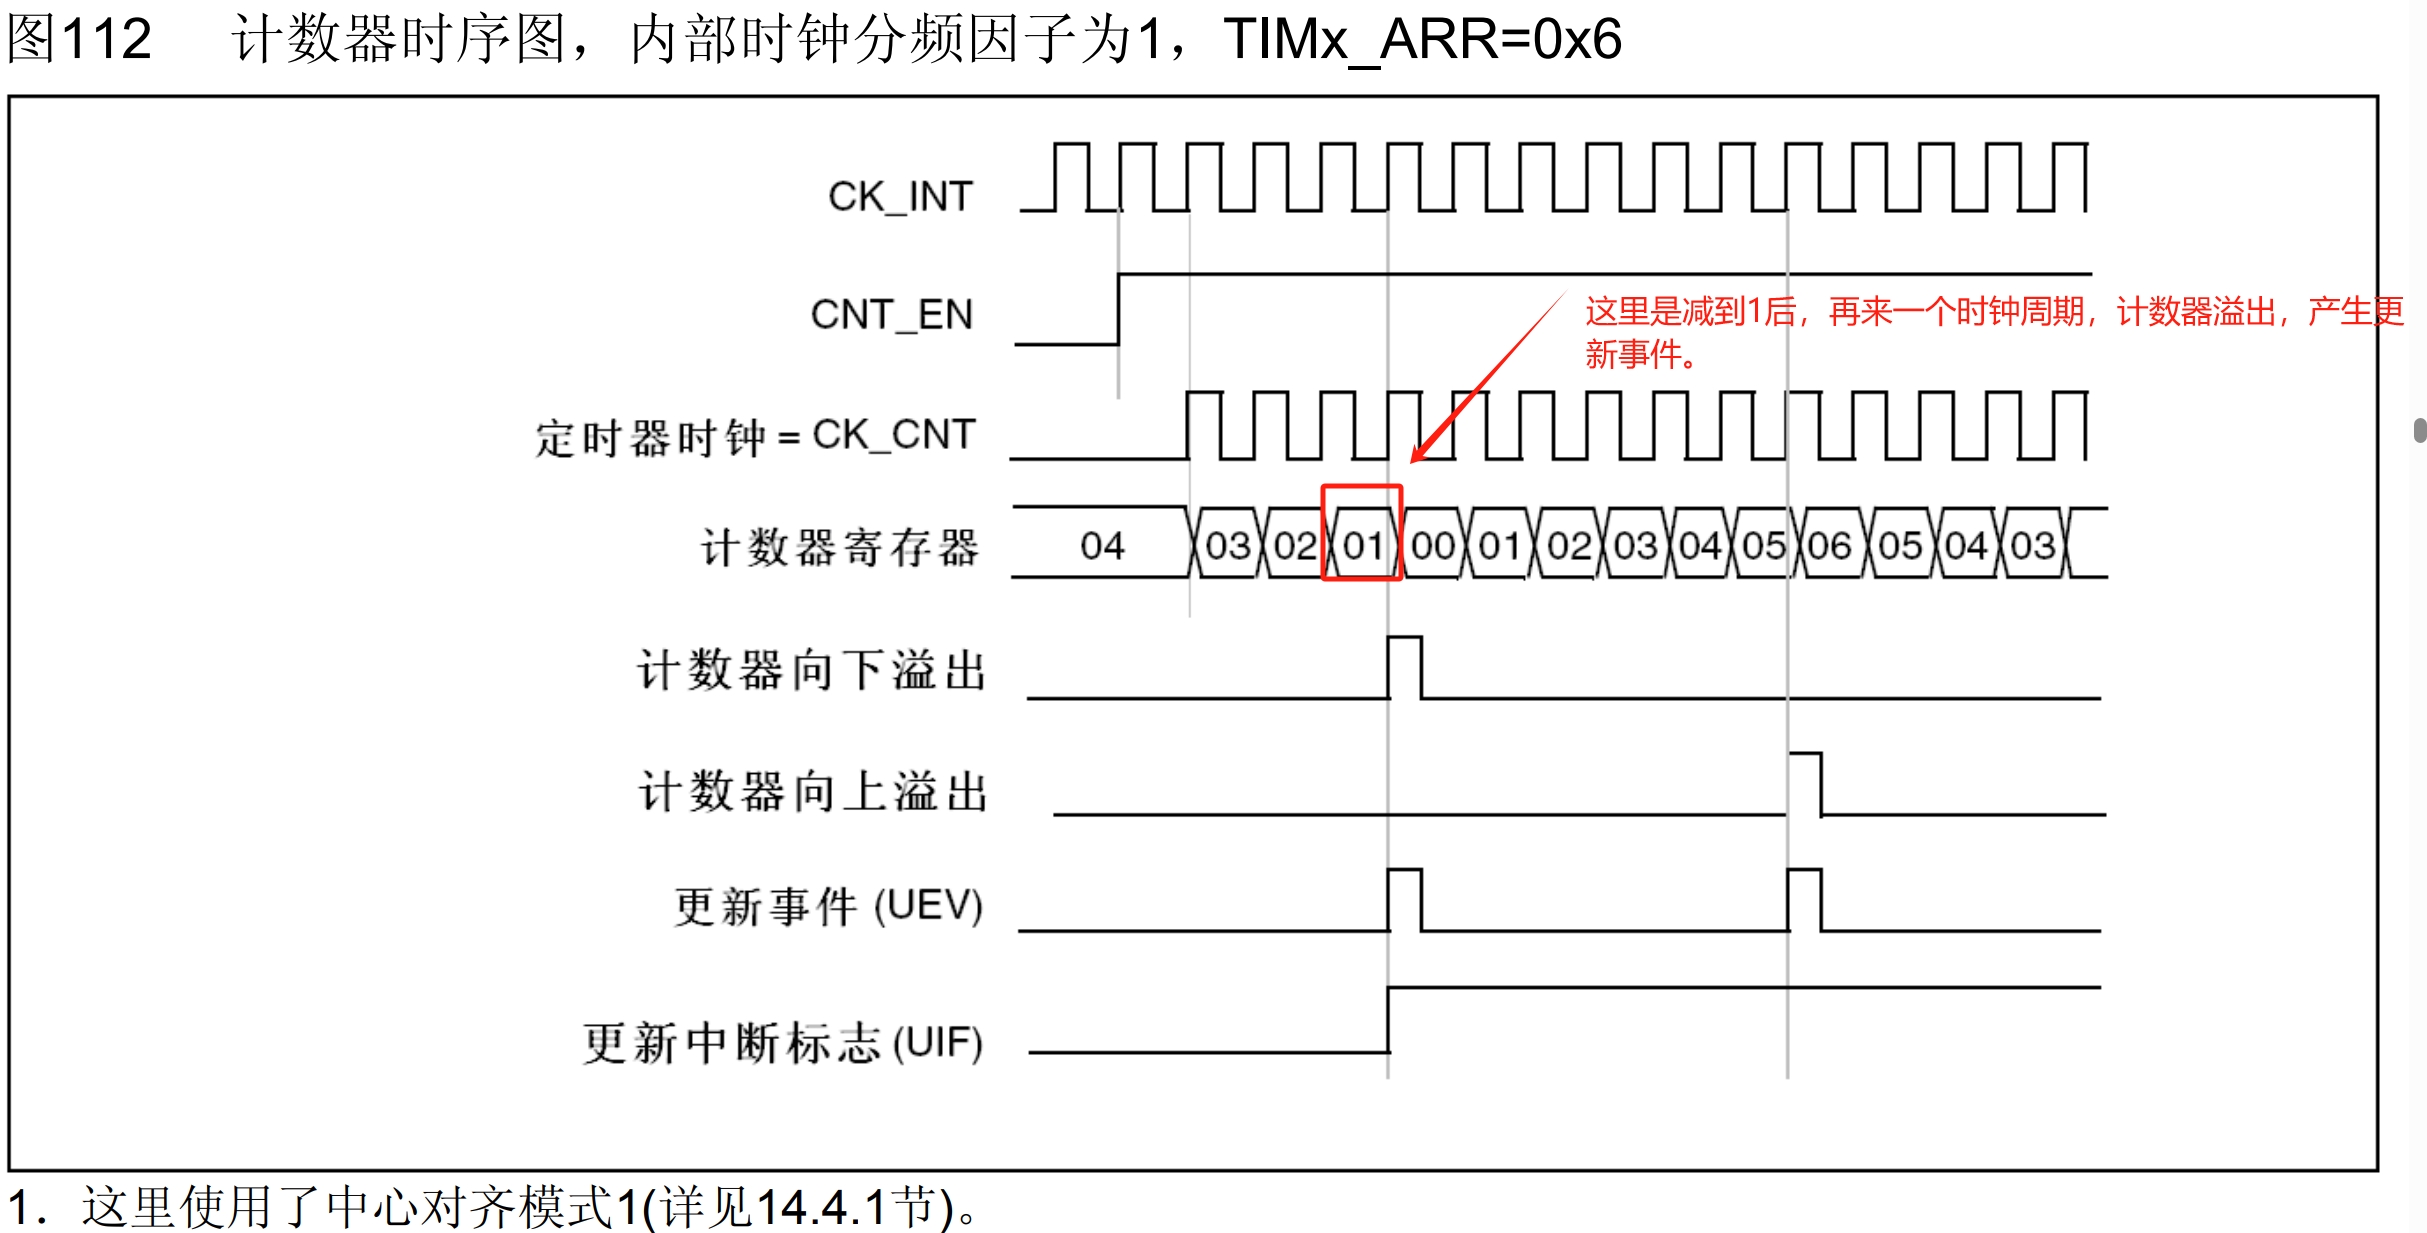 图112 计数器时序图，内部时钟分频因子为1，TIMx_ARR=0x6
CK_INT
CNT_EN
这里是减到1后，再来一个时钟周期，计数器溢出，产生更
新事件。
定时器时钟 = CK_CNT
计数器寄存器 04 03 02 01 00 01 02 03 04 05 06 05 04 03
计数器向下溢出
计数器向上溢出
更新事件 (UEV)
更新中断标志 (UIF)
1. 这里使用了中心对齐模式1(详见14.4.1节)。